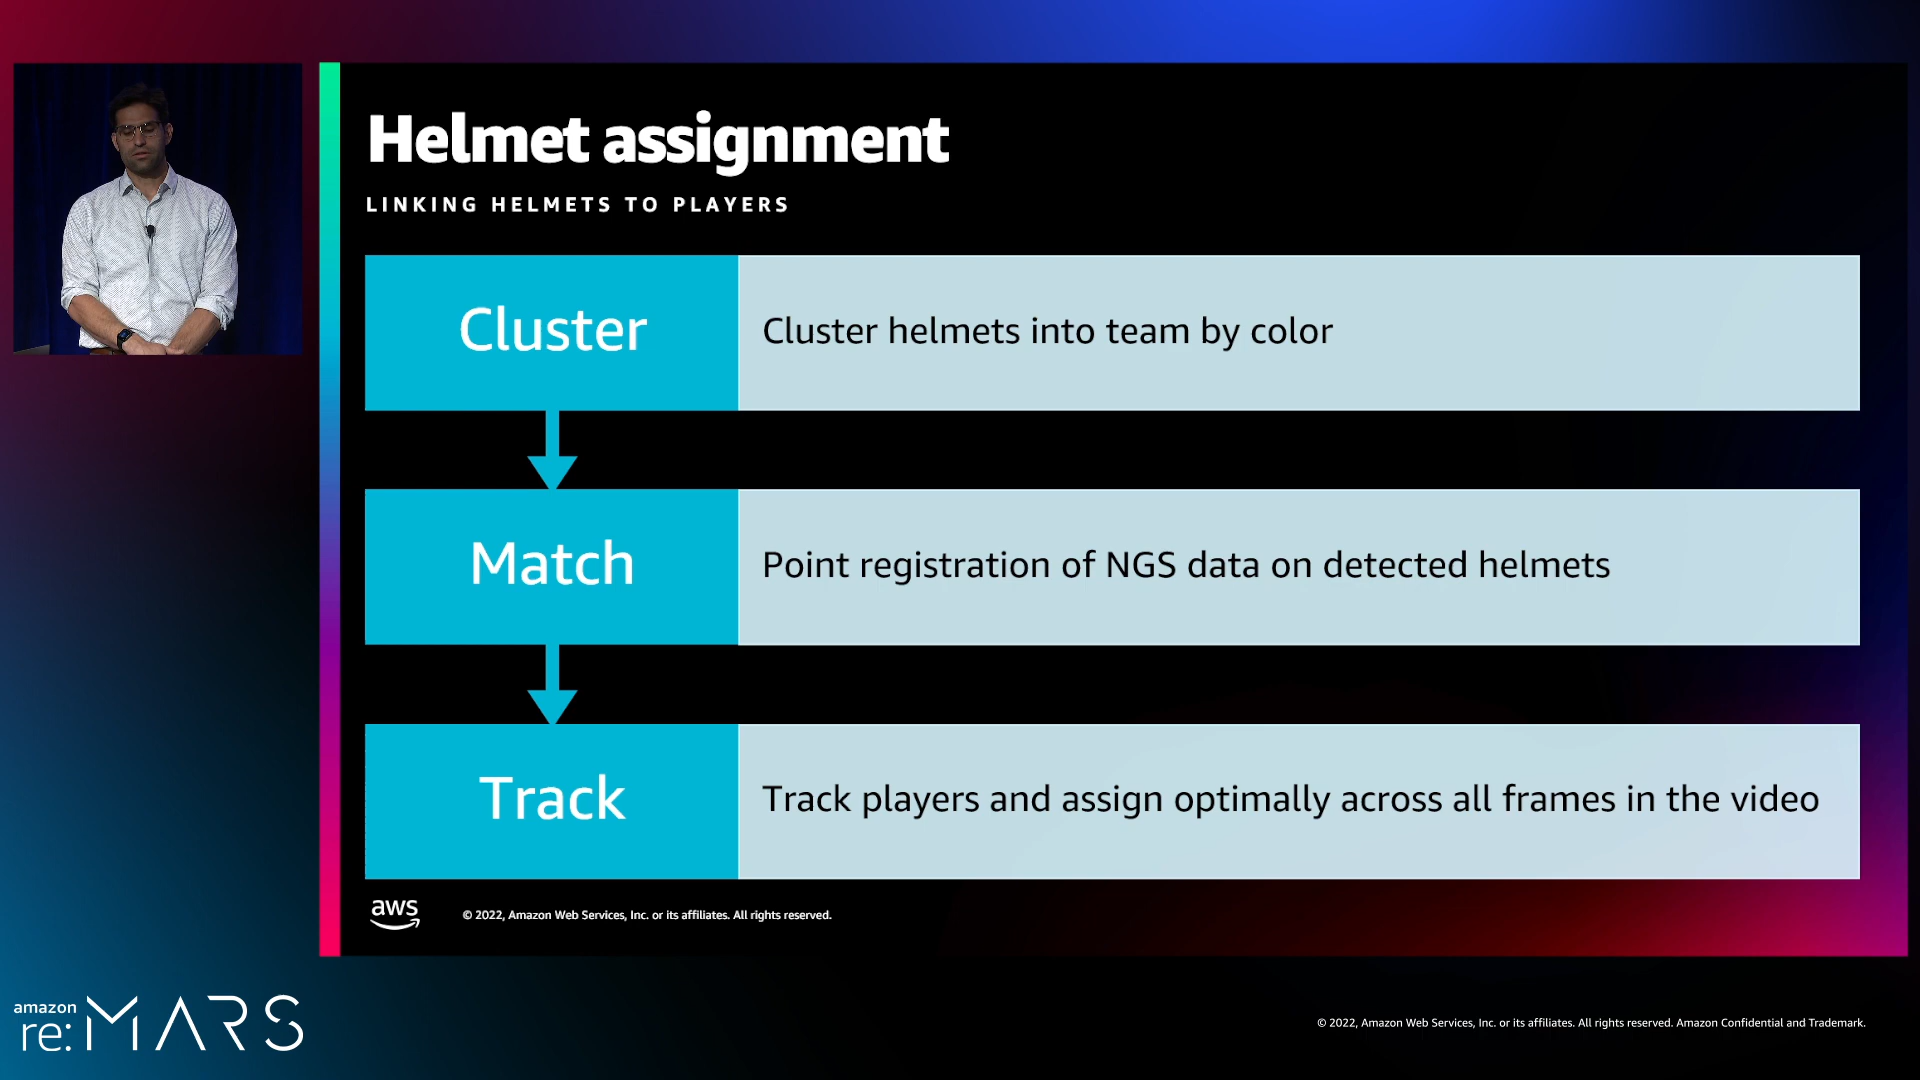 Helmet assignment
LINKING HELMETS TO PLAYERS
Cluster
Cluster helmets into team by color
Match
Point registration of NGS data on detected helmets
Track
Track players and assign optimally across all frames in the video
aws
© 2022, Amazon Web Services, Inc. or its affiliates. All rights reserved.
amazon
re:MARS
© 2022, Amazon Web Services, Inc. or its affiliates. All rights reserved. Amazon Confidential and Trademark.